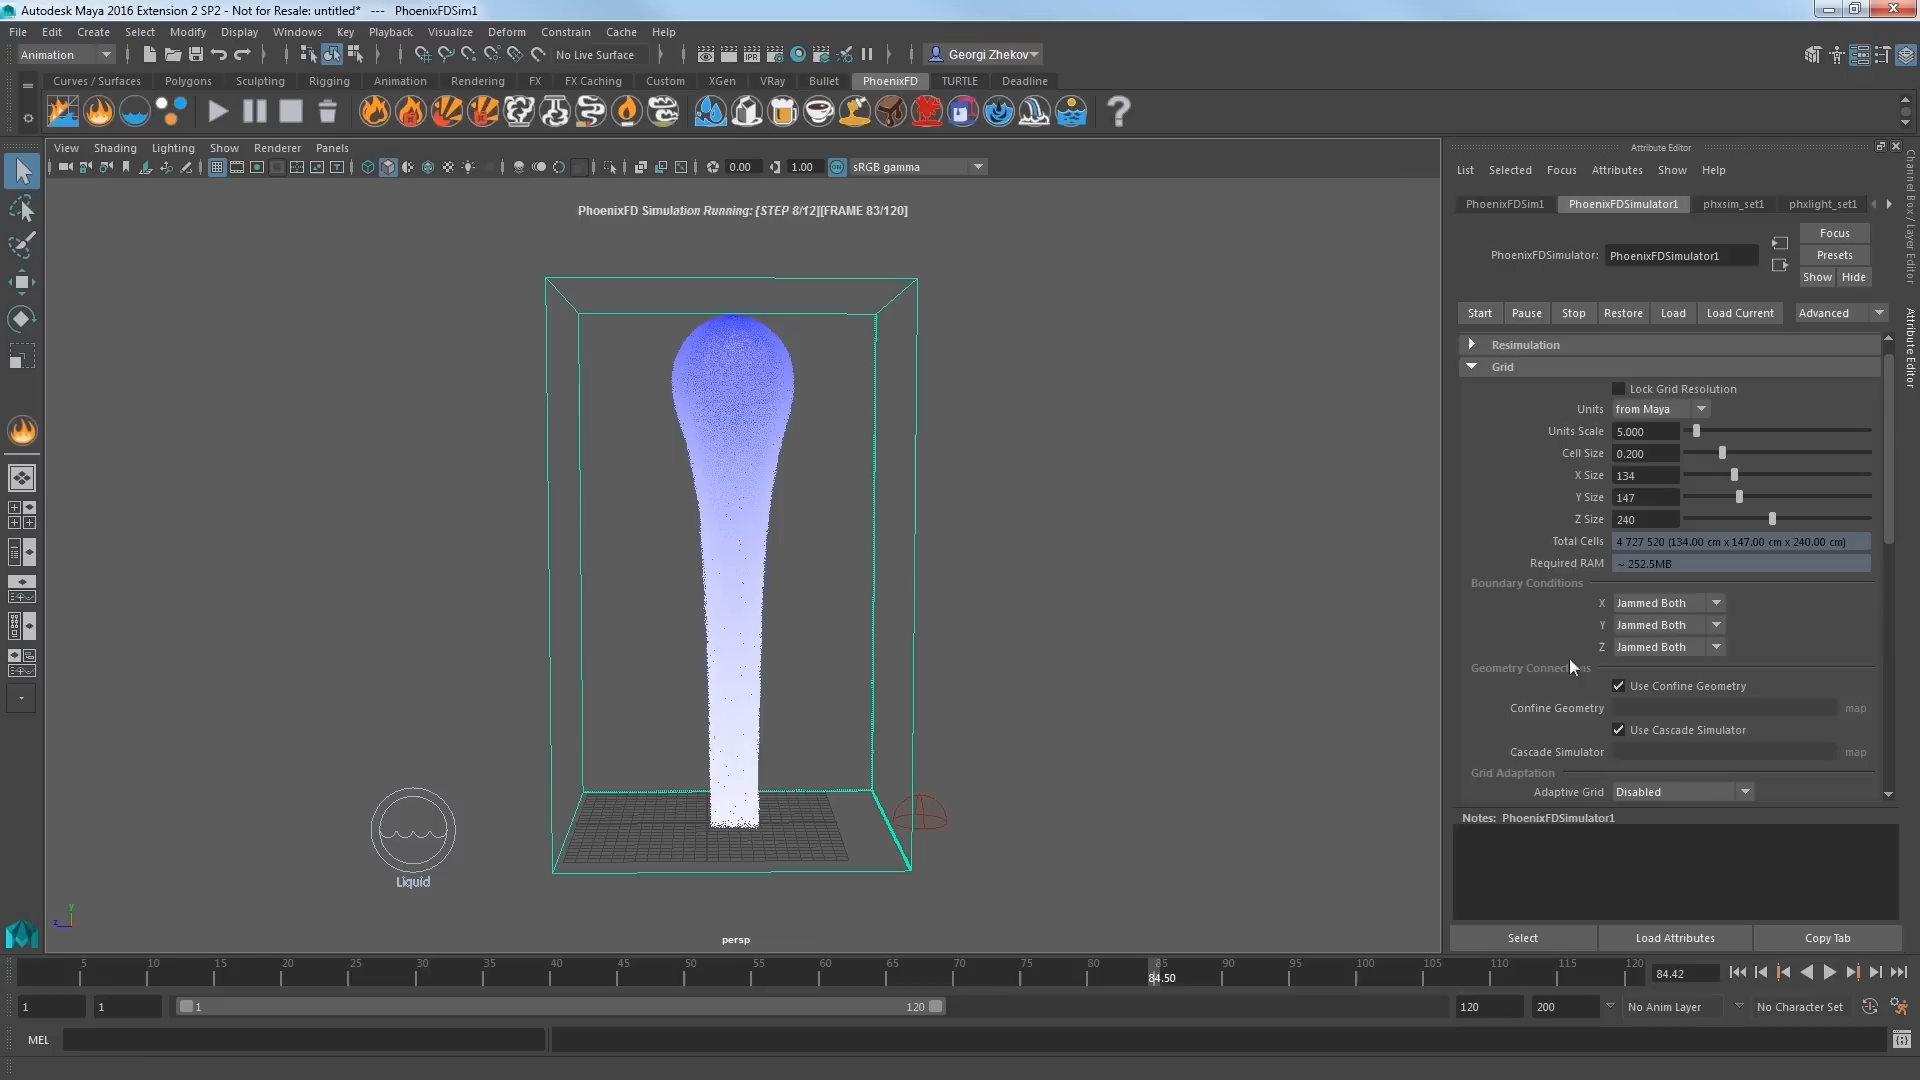 Autodesk Maya 2016 Extension 2 SP2 - Not for Resale: untitled* --- PhoenixFDSim1
File Edit Create Select Modify Display Windows Key Playback Visualize Deform Constrain Cache Help
Animation No Live Surface Georgi Zhekov
Curves / Surfaces Polygons Sculpting Rigging Animation Rendering FX FX Caching Custom XGen VRay Bullet PhoenixFD TURTLE Deadline
View Shading Lighting Show Renderer Panels
0.00 1.00 sRGB gamma
PhoenixFD Simulation Running: [STEP 8/12][FRAME 83/120]
Liquid
persp
Attribute Editor
List Selected Focus Attributes Show Help
PhoenixFDSim1 PhoenixFDSimulator1 phxsim_set1 phxlight_set1
Focus
PhoenixFDSimulator: PhoenixFDSimulator1 Presets
Show Hide
Start Pause Stop Restore Load Load Current Advanced
Resimulation
Grid
Lock Grid Resolution
Units from Maya
Units Scale 5.000
Cell Size 0.200
X Size 134
Y Size 147
Z Size 240
Total Cells 4 727 520 (134.00 cm x 147.00 cm x 240.00 cm)
Required RAM ~ 252.5MB
Boundary Conditions
X Jammed Both
Y Jammed Both
Z Jammed Both
Geometry Connections
Use Confine Geometry
Confine Geometry map
Use Cascade Simulator
Cascade Simulator map
Grid Adaptation
Adaptive Grid Disabled
Notes: PhoenixFDSimulator1
Select Load Attributes Copy Tab
Channel Box / Layer Editor
Attribute Editor
5 10 15 20 25 30 35 40 45 50 55 60 65 70 75 80 85 90 95 100 105 110 115 120
84.50
84.42
1 1 1 120 120 200 No Anim Layer No Character Set
MEL